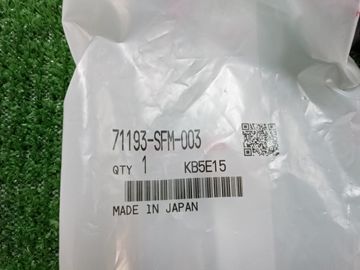 71193-SFM-003
QTY 1 KB5E15
MADE IN JAPAN